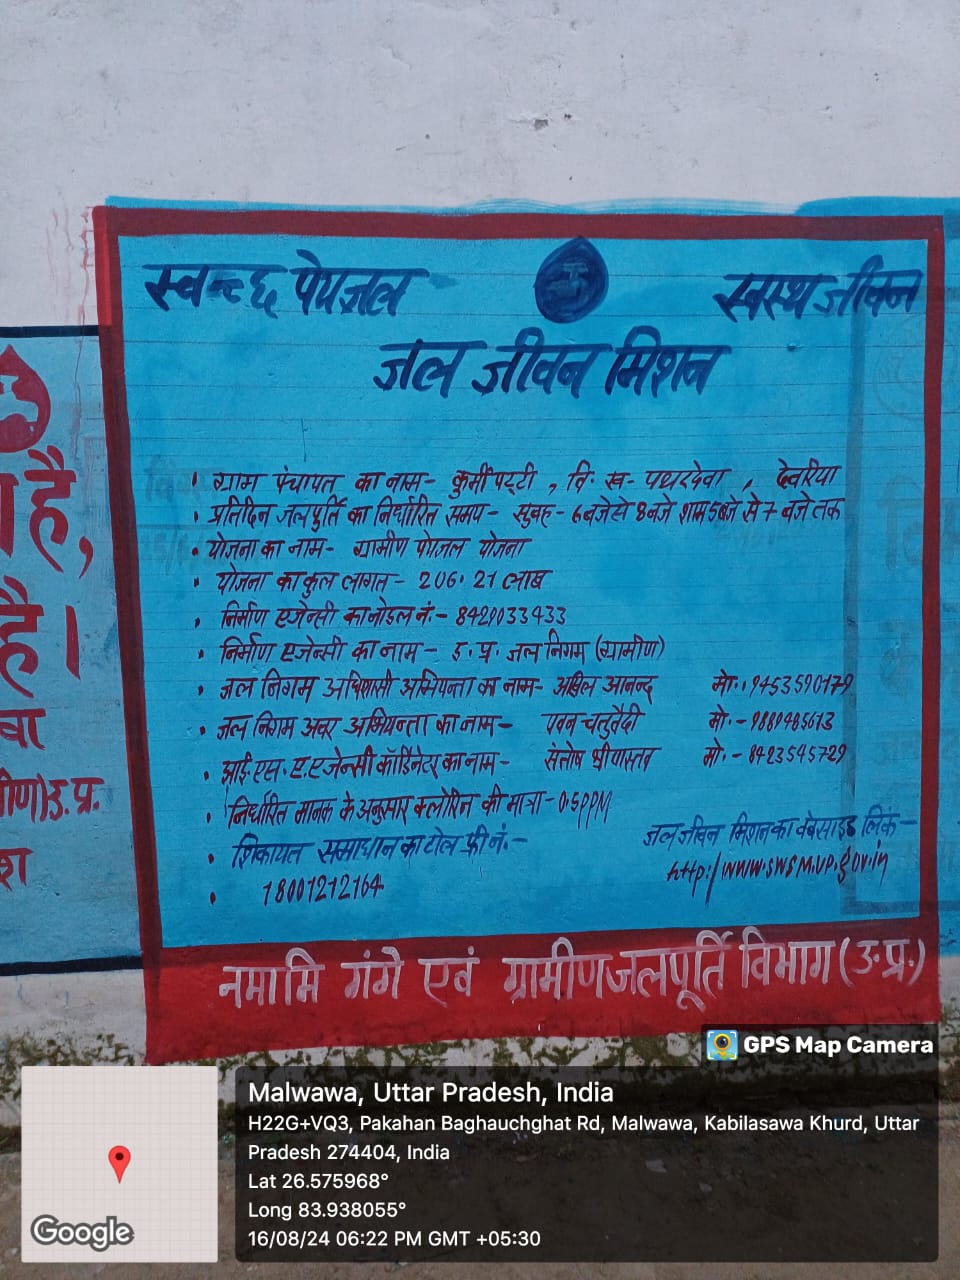 स्वच्छ पेयजल
स्वस्थ जीवन
जल जीवन मिशन
• ग्राम पंचायत का नाम- कुर्मी पट्टी , वि. ख- पथरदेवा , देवरिया
• प्रतिदिन जलपुर्ति का निर्धारित समय- सुबह- 6 बजे से 8 बजे शाम 5 बजे से 7 बजे तक
• योजना का नाम- ग्रामीण पेयजल योजना
• योजना का कुल लागत- 206.21 लाख
• निर्माण एजेन्सी का नोडल नं.- 8429033433
• निर्माण एजेन्सी का नाम- उ.प्र. जल निगम (ग्रामीण)
• जल निगम अधिशासी अभियन्ता का नाम- अखिल आनन्द मो.
• जल निगम अवर अभियन्ता का नाम- पवन चतुर्वेदी मो.-
• आई.एस.ए.एजेन्सी कॉर्डिनेटर का नाम- संतोष श्रीवास्तव मो.- 8423545729
• निर्धारित मानक के अनुसार क्लोरिन की मात्रा- 0.5 PPM
• शिकायत समाधान का टोल फ्री नं.-
• 18001212164
जल जीवन मिशन का वेबसाइड लिंक-
http:/www.swsm.up.gov.in
नमामि गंगे एवं ग्रामीण जलपूर्ति विभाग (उ.प्र.)
है,
है।
वा
ीण) उ.प्र.
श
GPS Map Camera
Malwawa, Uttar Pradesh, India
H22G+VQ3, Pakahan Baghauchghat Rd, Malwawa, Kabilasawa Khurd, Uttar
Pradesh 274404, India
Lat 26.575968°
Long 83.938055°
16/08/24 06:22 PM GMT +05:30
Google